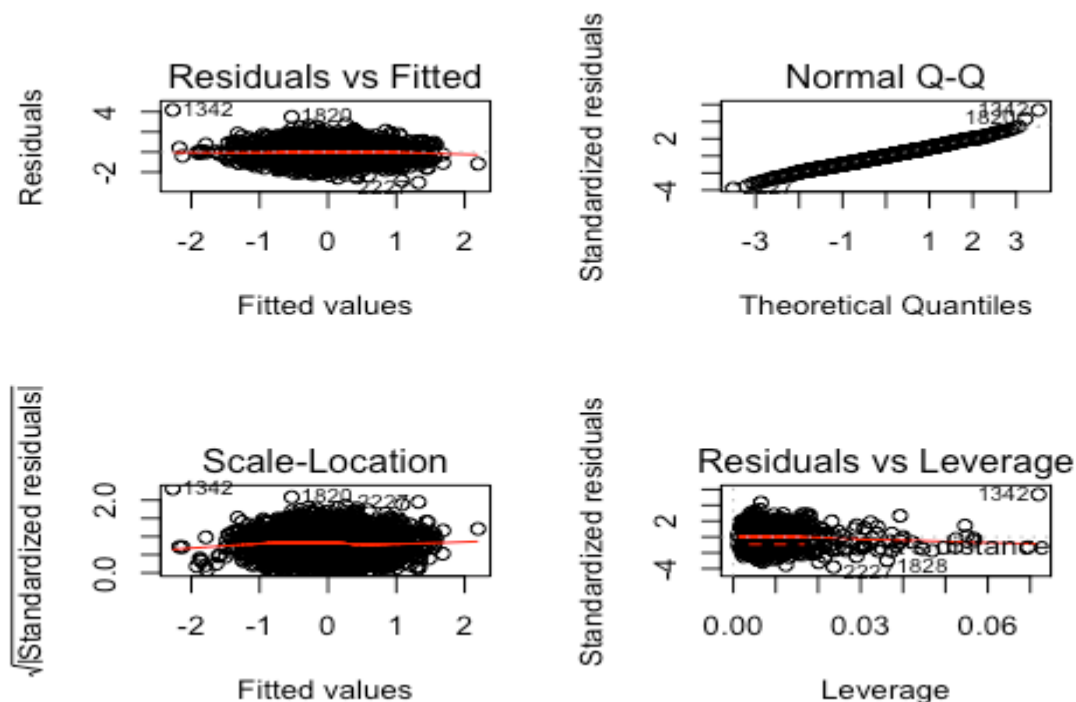 Residuals vs Fitted
Residuals
4
-2
1342
1820
2227
-2 -1 0 1 2
Fitted values
Normal Q-Q
Standardized residuals
2
-4
1342
1820
2227
-3 -1 1 2 3
Theoretical Quantiles
Scale-Location
√|Standardized residuals|
2.0
0.0
1342
1820
2227
-2 -1 0 1 2
Fitted values
Residuals vs Leverage
Standardized residuals
2
-4
1342
distance
1828
2227
0.00 0.03 0.06
Leverage